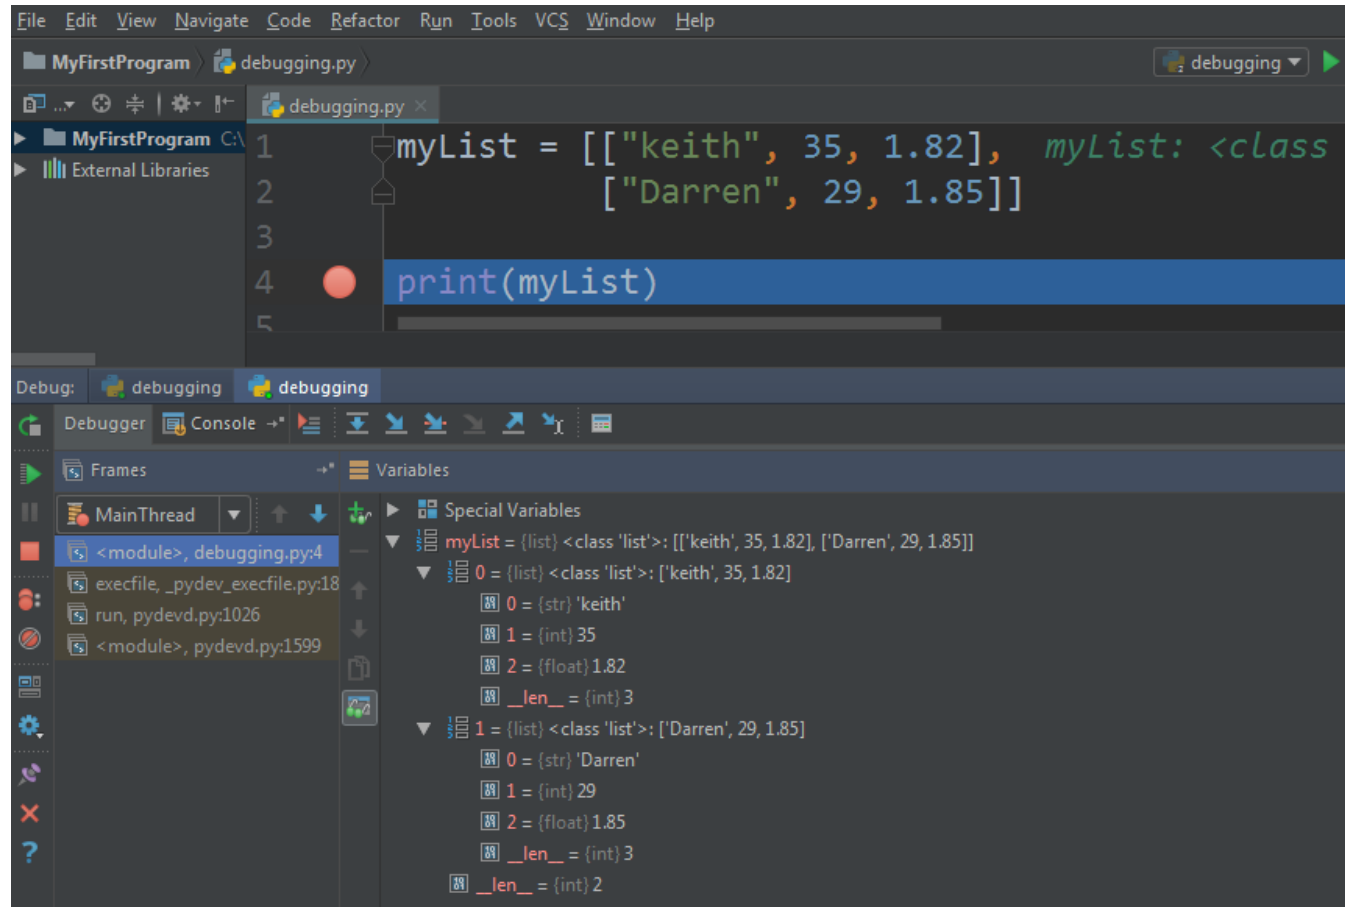 File Edit View Navigate Code Refactor Run Tools VCS Window Help
MyFirstProgram debugging.py debugging
... debugging.py
MyFirstProgram C:\
External Libraries
1 myList = [["keith", 35, 1.82], myList: <class
2 ["Darren", 29, 1.85]]
3
4 print(myList)
5
Debug: debugging debugging
Debugger Console
Frames Variables
MainThread
<module>, debugging.py:4
execfile, _pydev_execfile.py:18
run, pydevd.py:1026
<module>, pydevd.py:1599
Special Variables
myList = {list} <class 'list'>: [['keith', 35, 1.82], ['Darren', 29, 1.85]]
0 = {list} <class 'list'>: ['keith', 35, 1.82]
0 = {str} 'keith'
1 = {int} 35
2 = {float} 1.82
__len__ = {int} 3
1 = {list} <class 'list'>: ['Darren', 29, 1.85]
0 = {str} 'Darren'
1 = {int} 29
2 = {float} 1.85
__len__ = {int} 3
__len__ = {int} 2